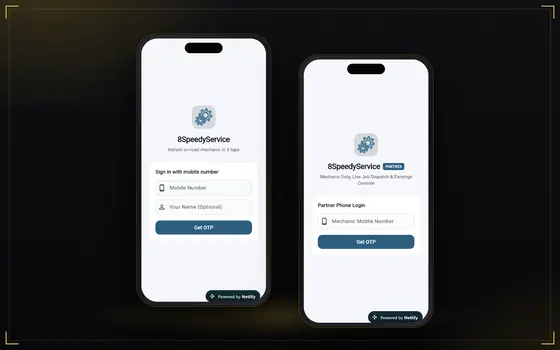 8SpeedyService
Instant on-road mechanic in 3 taps
Sign in with mobile number
Mobile Number
Your Name (Optional)
Get OTP
Powered by Netlify
8SpeedyService PARTNER
Mechanic Duty, Live Job Dispatch & Earnings
Console
Partner Phone Login
Mechanic Mobile Number
Get OTP
Powered by Netlify